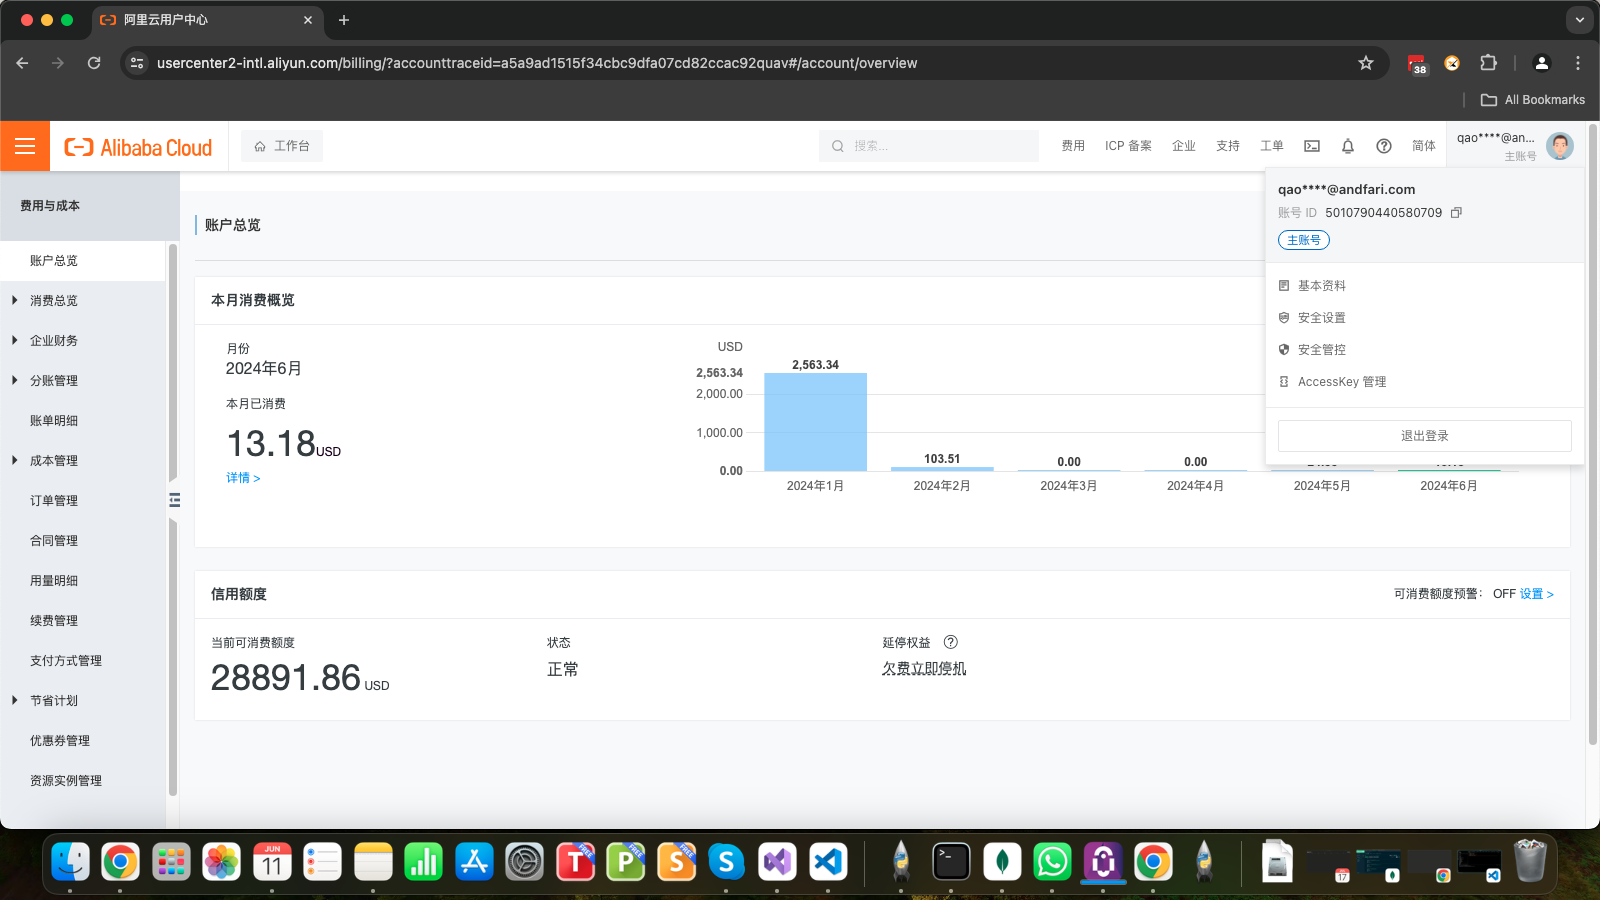 阿里云用户中心
usercenter2-intl.aliyun.com/billing/?accounttraceid=a5a9ad1515f34cbc9dfa07cd82ccac92quav#/account/overview
38
All Bookmarks
Alibaba Cloud
工作台
搜索...
费用
ICP 备案
企业
支持
工单
简体
qao****@an...
主账号
qao****@andfari.com
账号 ID 5010790440580709
主账号
基本资料
安全设置
安全管控
AccessKey 管理
退出登录
费用与成本
账户总览
消费总览
企业财务
分账管理
账单明细
成本管理
订单管理
合同管理
用量明细
续费管理
支付方式管理
节省计划
优惠券管理
资源实例管理
账户总览
本月消费概览
月份
2024年6月
本月已消费
13.18USD
详情 >
USD
2,563.34
2,000.00
1,000.00
0.00
2,563.34
103.51
0.00
0.00
2024年1月
2024年2月
2024年3月
2024年4月
2024年5月
2024年6月
信用额度
可消费额度预警： OFF 设置 >
当前可消费额度
28891.86 USD
状态
正常
延停权益
欠费立即停机
JUN
11
T
FREE
P
FREE
S
FREE
17